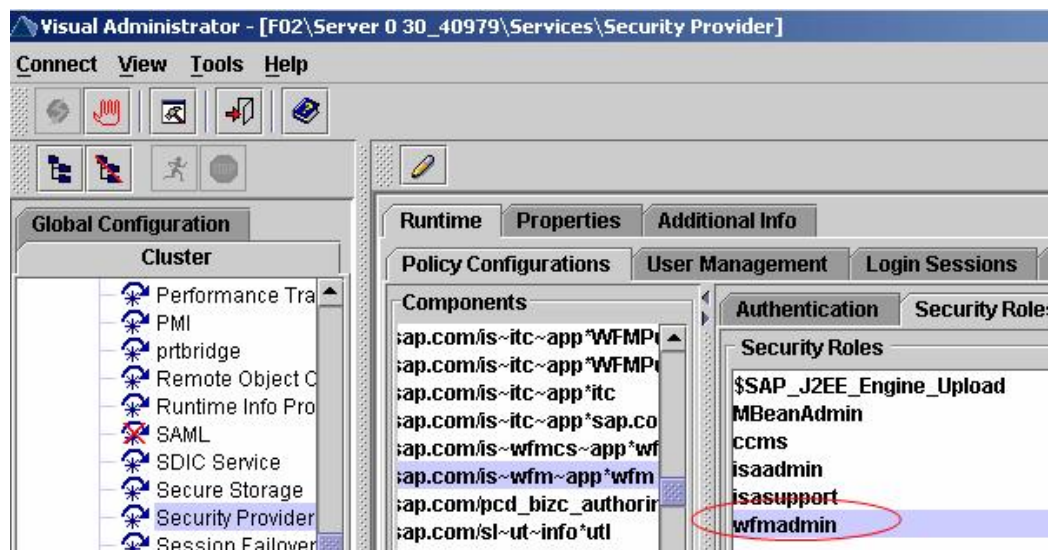 Visual Administrator - [F02\Server 0 30_40979\Services\Security Provider]
Connect View Tools Help
Global Configuration
Cluster
Performance Tra
PMI
prtbridge
Remote Object C
Runtime Info Pro
SAML
SDIC Service
Secure Storage
Security Provider
Session Failover
Runtime Properties Additional Info
Policy Configurations User Management Login Sessions
Components
sap.com/is~itc~app*WFMPu
sap.com/is~itc~app*WFMPu
sap.com/is~itc~app*itc
sap.com/is~itc~app*sap.co
sap.com/is~wfmcs~app*wf
sap.com/is~wfm~app*wfm
sap.com/pcd_bizc_authorin
sap.com/sl~ut~info*utl
Authentication Security Roles
Security Roles
$SAP_J2EE_Engine_Upload
MBeanAdmin
ccms
isaadmin
isasupport
wfmadmin